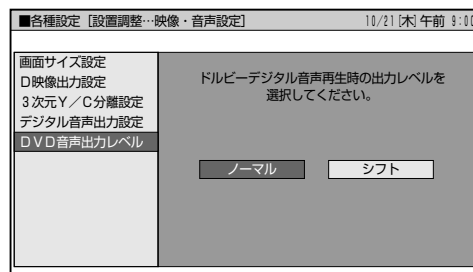 ■各種設定［設置調整…映像・音声設定］ 10/21[木]午前 9:00
画面サイズ設定
D映像出力設定
３次元Ｙ／Ｃ分離設定
デジタル音声出力設定
ＤＶＤ音声出力レベル
ドルビーデジタル音声再生時の出力レベルを
選択してください。
ノーマル
シフト